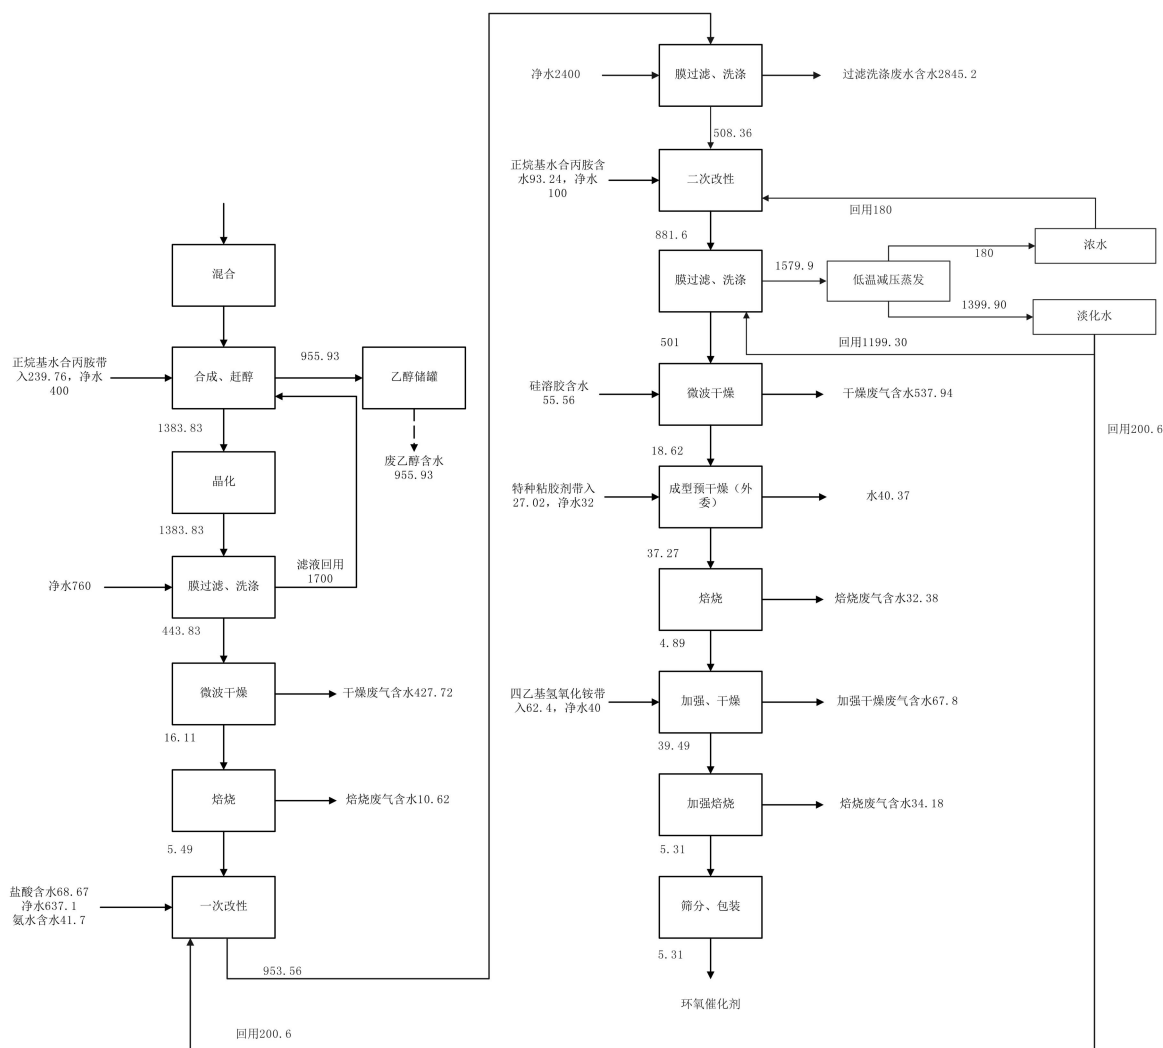 混合
正烷基水合丙胺带
入239.76，净水
400
合成、赶醇
955.93
乙醇储罐
废乙醇含水
955.93
1383.83
晶化
1383.83
净水760
膜过滤、洗涤
滤液回用
1700
443.83
微波干燥
干燥废气含水427.72
16.11
焙烧
焙烧废气含水10.62
5.49
盐酸含水68.67
净水637.1
氨水含水41.7
一次改性
953.56
回用200.6
净水2400
膜过滤、洗涤
过滤洗涤废水含水2845.2
508.36
正烷基水合丙胺含
水93.24，净水
100
二次改性
回用180
881.6
膜过滤、洗涤
1579.9
低温减压蒸发
180
浓水
1399.90
淡化水
回用1199.30
501
硅溶胶含水
55.56
微波干燥
干燥废气含水537.94
回用200.6
18.62
特种粘胶剂带入
27.02，净水32
成型预干燥（外
委）
水40.37
37.27
焙烧
焙烧废气含水32.38
4.89
四乙基氢氧化铵带
入62.4，净水40
加强、干燥
加强干燥废气含水67.8
39.49
加强焙烧
焙烧废气含水34.18
5.31
筛分、包装
5.31
环氧催化剂